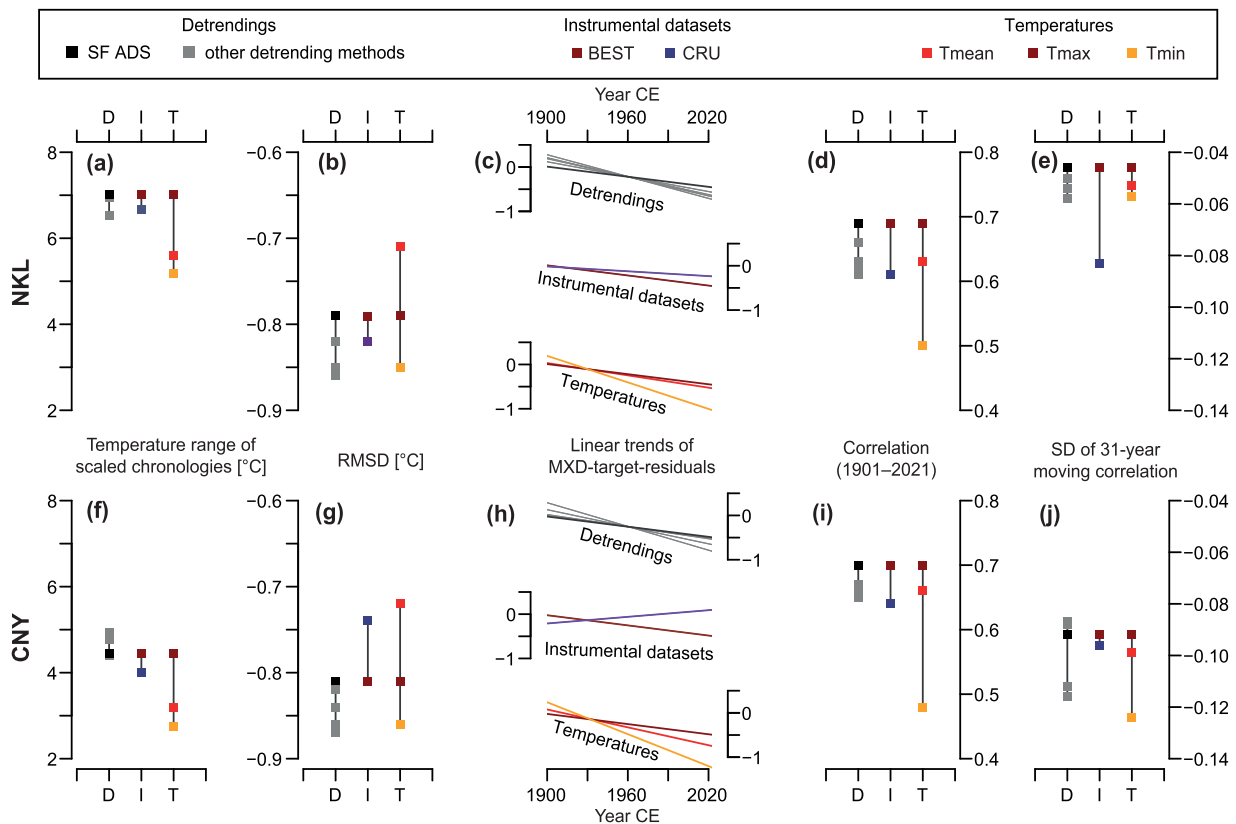 Detrendings Instrumental datasets Temperatures
SF ADS other detrending methods BEST CRU Tmean Tmax Tmin
Year CE
D I T D I T 1900 1960 2020 D I T D I T
NKL
(a)
8
6
4
2
(b)
−0.6
−0.7
−0.8
−0.9
(c)
0
−1
Detrendings
0
−1
Instrumental datasets
0
−1
Temperatures
(d)
0.8
0.7
0.6
0.5
0.4
(e)
−0.04
−0.06
−0.08
−0.10
−0.12
−0.14
Temperature range of
scaled chronologies [°C]
RMSD [°C]
Linear trends of
MXD-target-residuals
Correlation
(1901–2021)
SD of 31-year
moving correlation
CNY
(f)
8
6
4
2
(g)
−0.6
−0.7
−0.8
−0.9
(h)
0
−1
Detrendings
0
−1
Instrumental datasets
0
−1
Temperatures
(i)
0.8
0.7
0.6
0.5
0.4
(j)
−0.04
−0.06
−0.08
−0.10
−0.12
−0.14
D I T D I T 1900 1960 2020 D I T D I T
Year CE